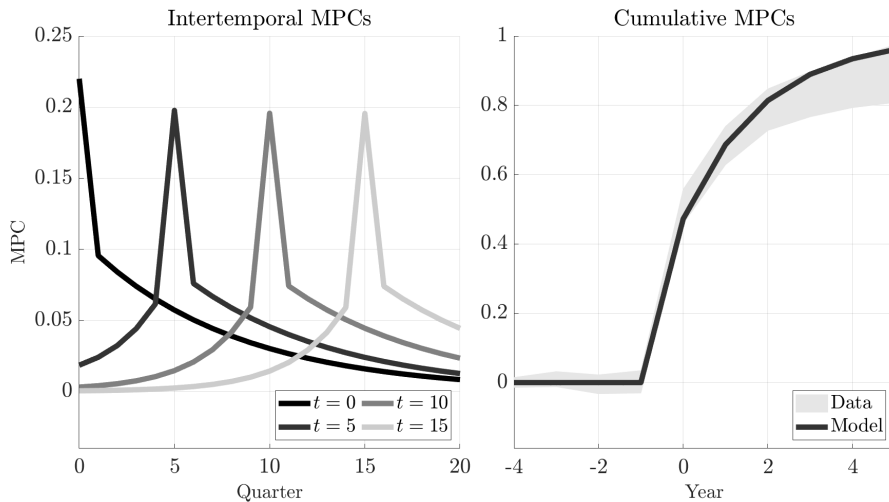 Intertemporal MPCs
0.25
0.2
0.15
0.1
0.05
0
MPC
0
5
10
15
20
Quarter
t = 0
t = 10
t = 5
t = 15
Cumulative MPCs
1
0.8
0.6
0.4
0.2
0
-4
-2
0
2
4
Year
Data
Model